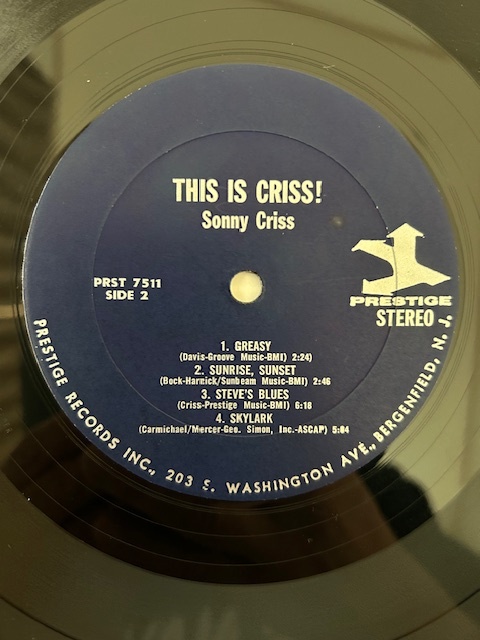 THIS IS CRISS!
Sonny Criss
PRST 7511
SIDE 2
PRESTIGE
STEREO
1. GREASY
(Davis-Groove Music-BMI) 2:24)
2. SUNRISE, SUNSET
(Bock-Harnick/Sunbeam Music-BMI) 2:46
3. STEVE'S BLUES
(Criss-Prestige Music-BMI) 6:18
4. SKYLARK
(Carmichael/Mercer-Geo. Simon, Inc.-ASCAP) 5:04
PRESTIGE RECORDS INC., 203 S. WASHINGTON AVE., BERGENFIELD, N. J.